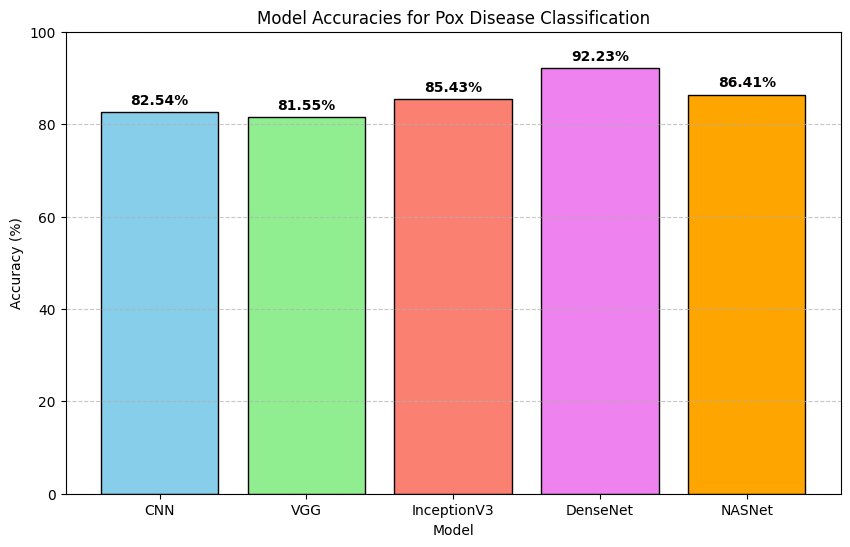 Model Accuracies for Pox Disease Classification
100
80
60
40
20
0
Accuracy (%)
82.54%
81.55%
85.43%
92.23%
86.41%
CNN
VGG
InceptionV3
DenseNet
NASNet
Model